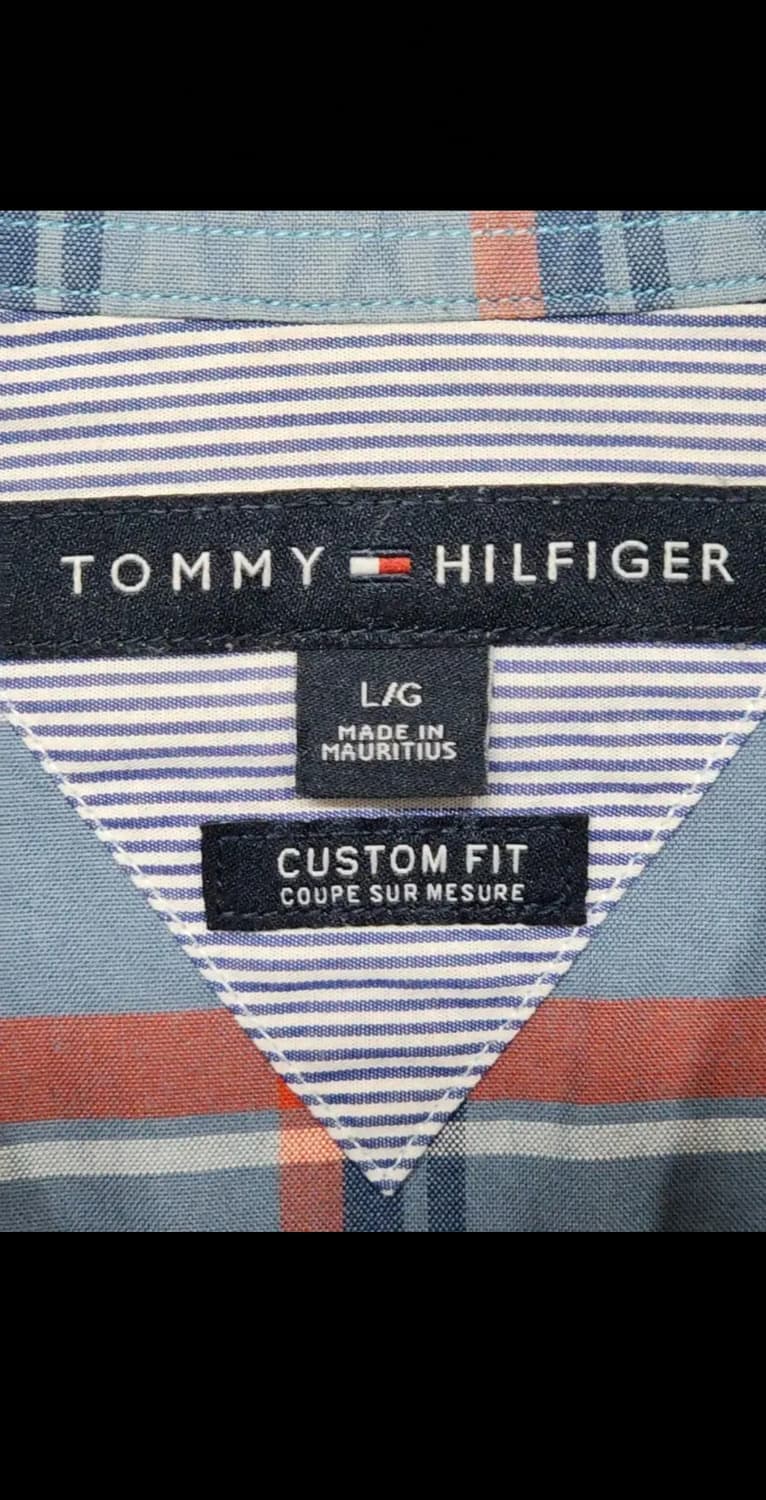 TOMMY HILFIGER
L/G
MADE IN
MAURITIUS
CUSTOM FIT
COUPE SUR MESURE